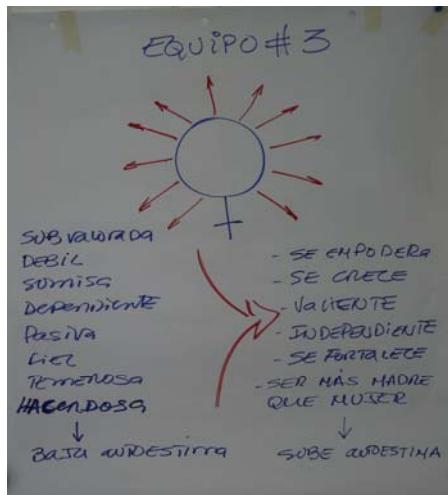 EQUIPO # 3
SUBVALORADA
DEBIL
SUMISA
DEPENDIENTE
PASIVA
FIEL
TEMEROSA
HACENDOSA
BAJA AUTOESTIMA
- SE EMPODERA
- SE CRECE
- VALIENTE
- INDEPENDIENTE
- SE FORTALECE
- SER MÁS MADRE
QUE MUJER
SUBE AUTOESTIMA